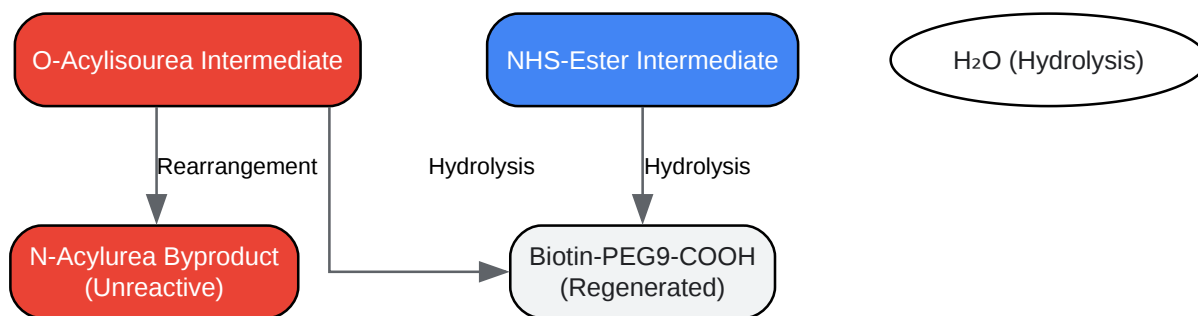 O-Acylisourea Intermediate
NHS-Ester Intermediate
H₂O (Hydrolysis)
Rearrangement
Hydrolysis
Hydrolysis
N-Acylurea Byproduct
(Unreactive)
Biotin-PEG9-COOH
(Regenerated)